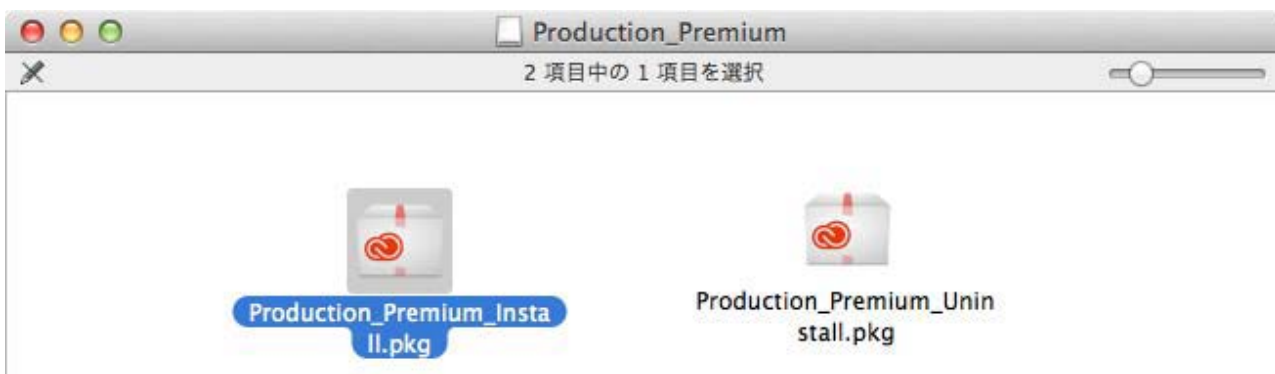 Production_Premium
2 項目中の 1 項目を選択
Production_Premium_Insta
ll.pkg
Production_Premium_Unin
stall.pkg